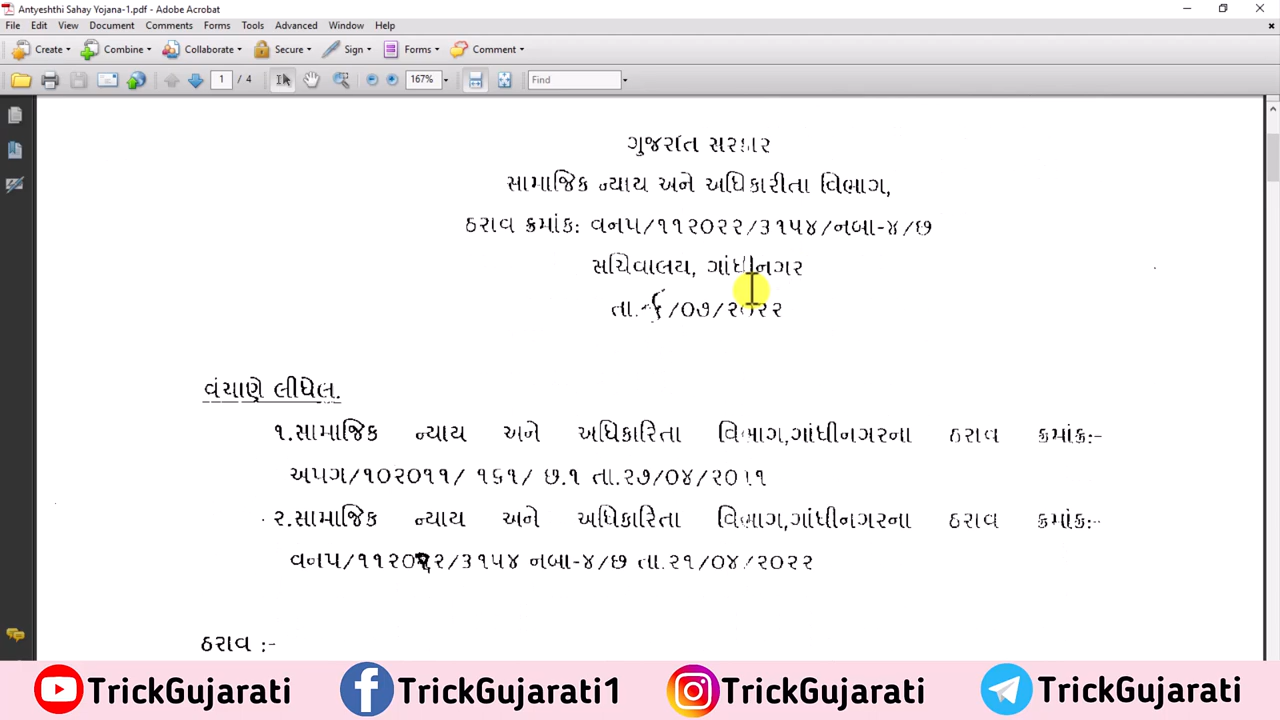 Antyeshthi Sahay Yojana-1.pdf - Adobe Acrobat
File Edit View Document Comments Forms Tools Advanced Window Help
Create Combine Collaborate Secure Sign Forms Comment
1 / 4 167% Find
ગુજરાત સરકાર
સામાજિક ન્યાય અને અધિકારીતા વિભાગ,
ઠરાવ ક્રમાંક: વનપ/૧૧૨૦૨૨/૩૧૫૪/નબા-૪/છ
સચિવાલય, ગાંધીનગર
તા. /૦૭/૨૦૨૨
વંચાણે લીધેલ.
૧.સામાજિક ન્યાય અને અધિકારિતા વિભાગ,ગાંધીનગરના ઠરાવ ક્રમાંક:-
અપગ/૧૦૨૦૧૧/ ૧૬૧/ છ.૧ તા.૨૭/૦૪/૨૦૧૧
૨.સામાજિક ન્યાય અને અધિકારિતા વિભાગ,ગાંધીનગરના ઠરાવ ક્રમાંક:-
વનપ/૧૧૨૦૨૨/૩૧૫૪ નબા-૪/છ તા.૨૧/૦૪/૨૦૨૨
ઠરાવ :-
TrickGujarati TrickGujarati1 TrickGujarati TrickGujarati